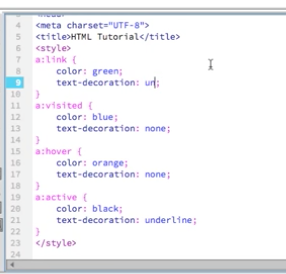 4 <meta charset="UTF-8">
5 <title>HTML Tutorial</title>
6 <style>
7 a:link {
8 color: green;
9 text-decoration: un;
10 }
11 a:visited {
12 color: blue;
13 text-decoration: none;
14 }
15 a:hover {
16 color: orange;
17 text-decoration: none;
18 }
19 a:active {
20 color: black;
21 text-decoration: underline;
22 }
23 </style>
24